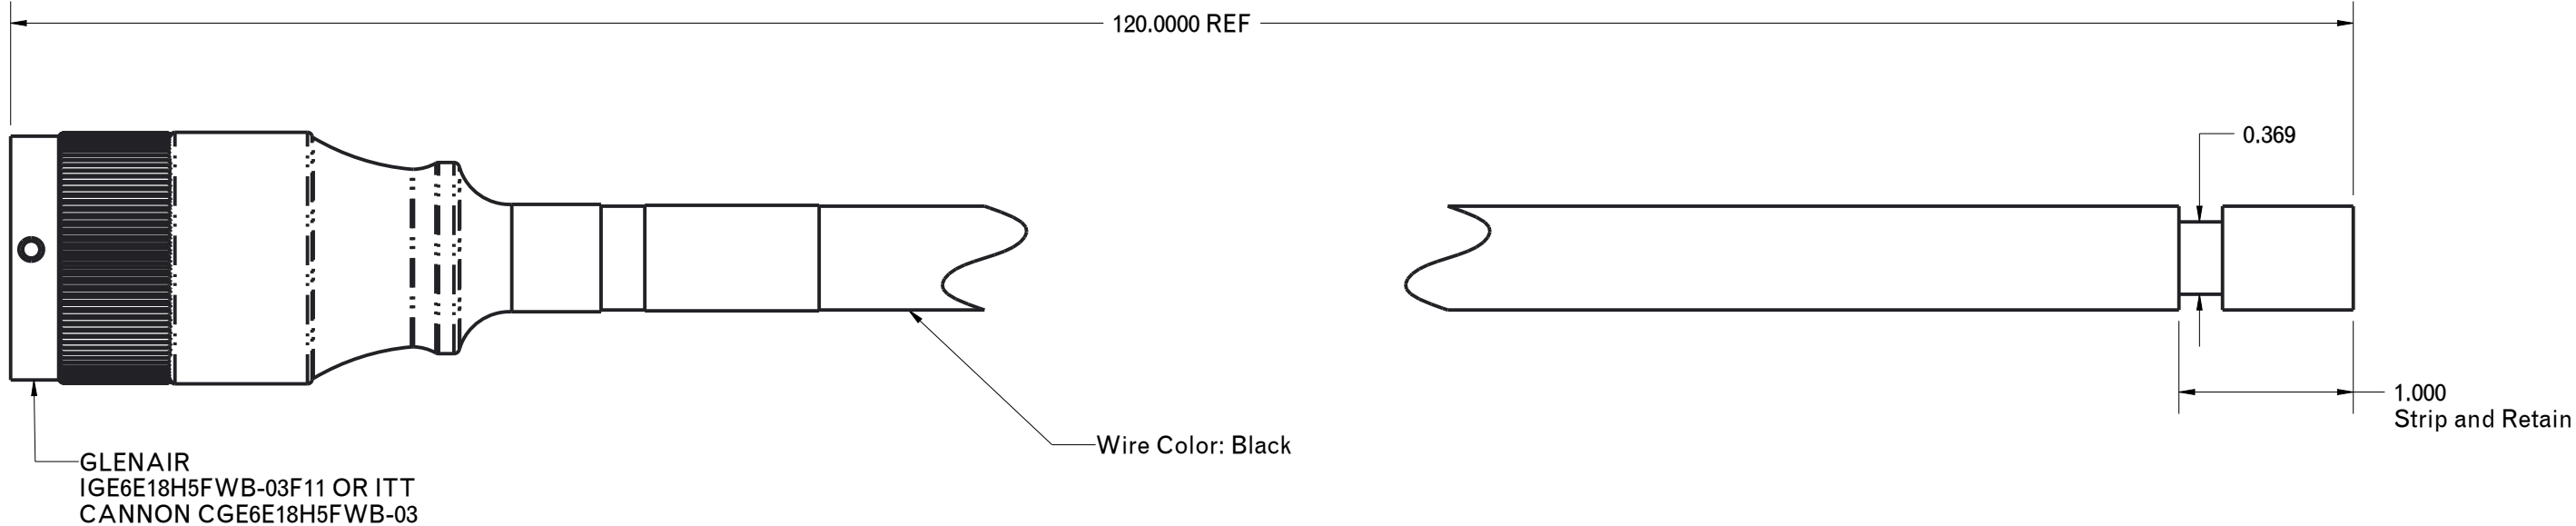 120.0000 REF
0.369
1.000
Strip and Retain
Wire Color: Black
GLENAIR
IGE6E18H5FWB-03F11 OR ITT
CANNON CGE6E18H5FWB-03